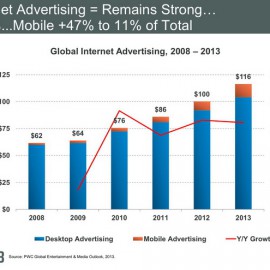 net Advertising = Remains Strong…
s...Mobile +47% to 11% of Total
Global Internet Advertising, 2008 – 2013
$125
$116
$100
$100
$86
$76
$75
$62
$64
$50
$25
$0
2008
2009
2010
2011
2012
2013
Desktop Advertising
Mobile Advertising
Y/Y Growt
Source: PWC Global Entertainment & Media Outlook, 2013.